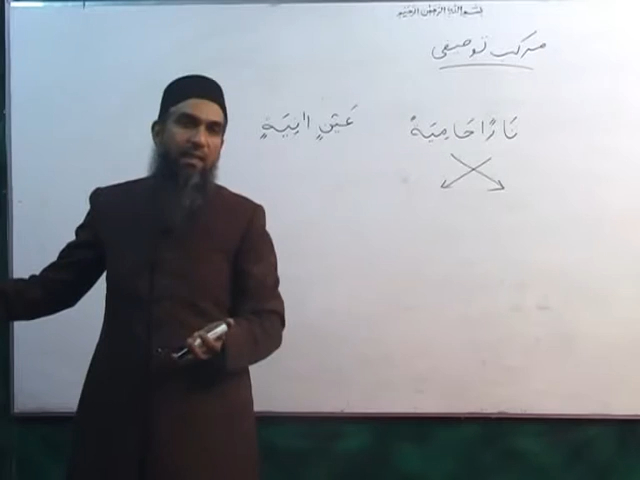 بسم الله الرحمن الرحيم
مرکب توصیفی
نَارًا حَامِيَةً عَيْنٍ اٰنِيَةٍ